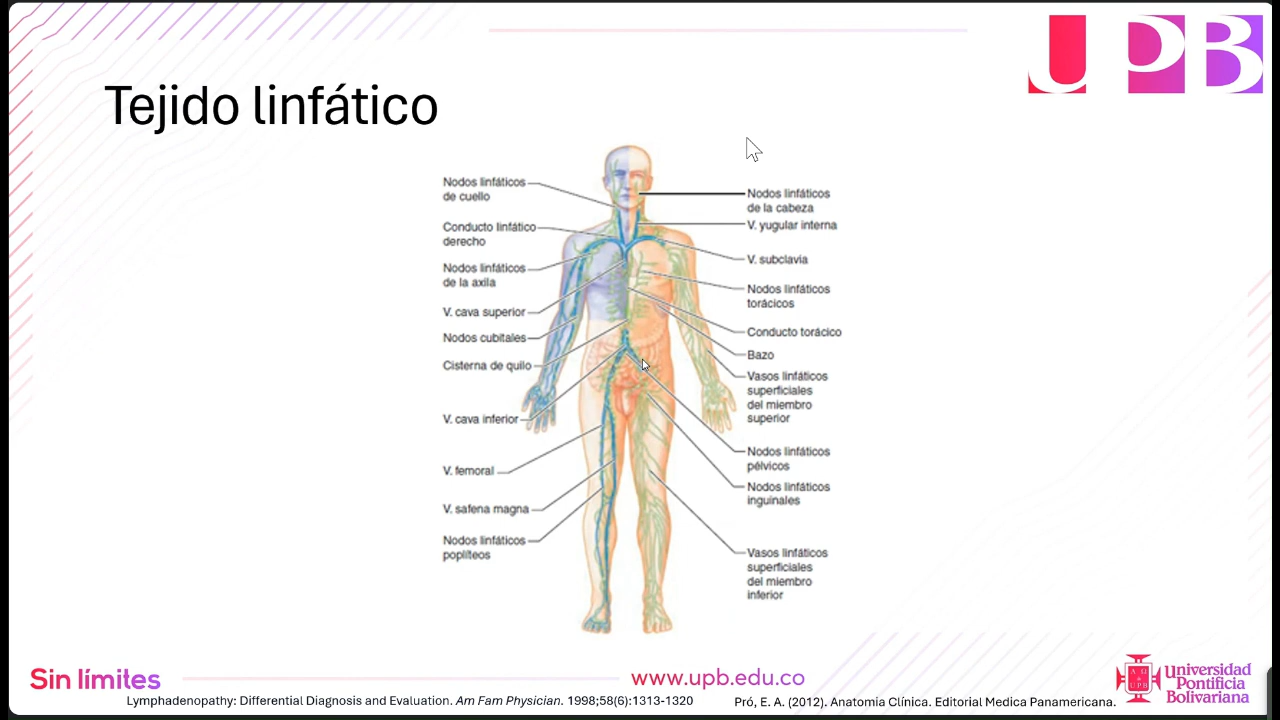 UPB
Tejido linfático
Nodos linfáticos
de cuello
Conducto linfático
derecho
Nodos linfáticos
de la axila
V. cava superior
Nodos cubitales
Cisterna de quilo
V. cava inferior
V. femoral
V. safena magna
Nodos linfáticos
poplíteos
Nodos linfáticos
de la cabeza
V. yugular interna
V. subclavia
Nodos linfáticos
torácicos
Conducto torácico
Bazo
Vasos linfáticos
superficiales
del miembro
superior
Nodos linfáticos
pélvicos
Nodos linfáticos
inguinales
Vasos linfáticos
superficiales
del miembro
inferior
Sin límites
www.upb.edu.co
Universidad
Pontificia
Bolivariana
Lymphadenopathy: Differential Diagnosis and Evaluation. Am Fam Physician. 1998;58(6):1313-1320
Pró, E. A. (2012). Anatomia Clínica. Editorial Medica Panamericana.